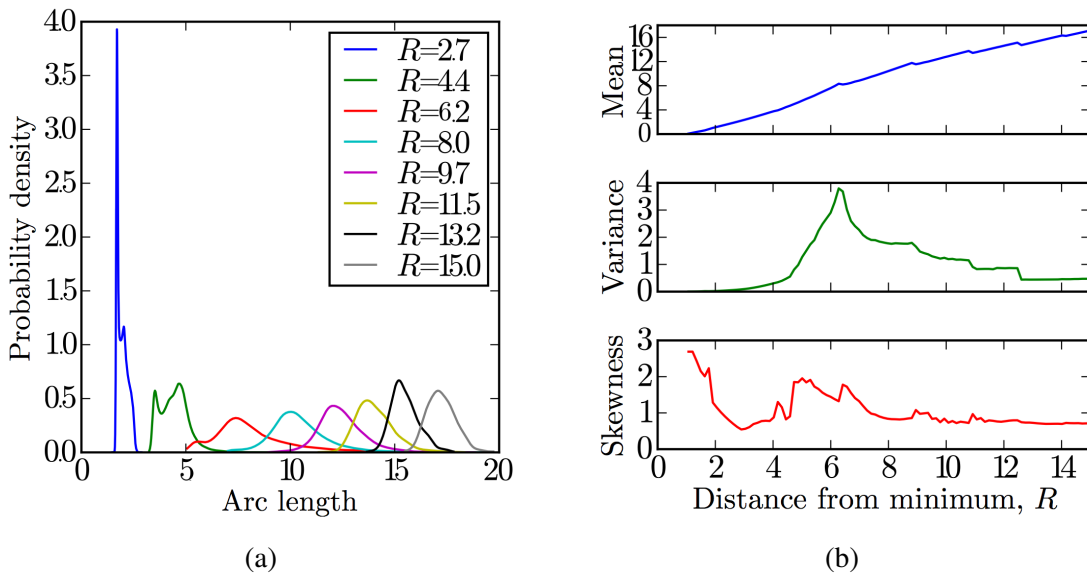 4.0
3.5
3.0
2.5
2.0
1.5
1.0
0.5
0.0
Probability density
0 5 10 15 20
Arc length
R=2.7
R=4.4
R=6.2
R=8.0
R=9.7
R=11.5
R=13.2
R=15.0
(a)
16
12
8
4
0
Mean
4
3
2
1
0
Variance
3
2
1
0
Skewness
0 2 4 6 8 10 12 14
Distance from minimum, R
(b)